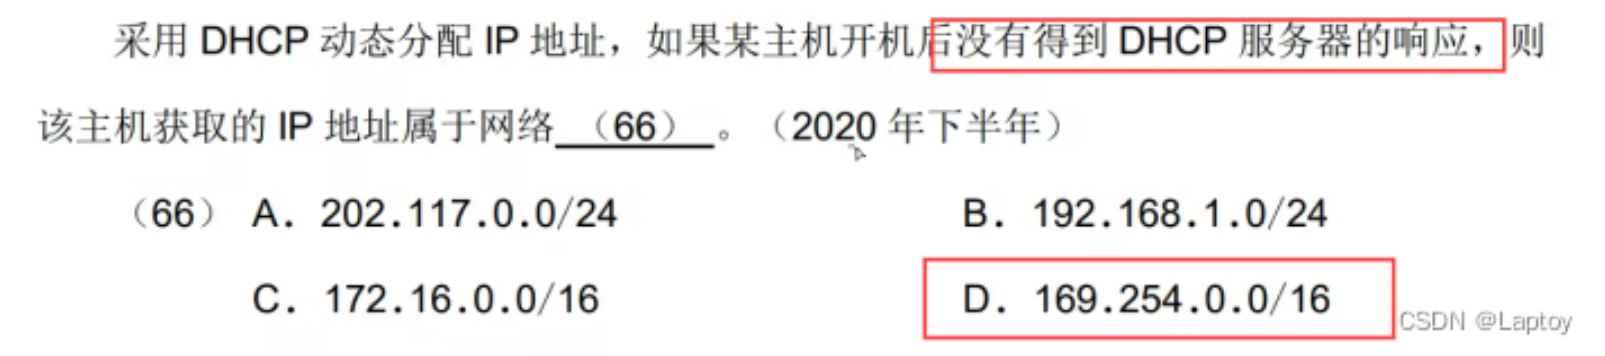 采用 DHCP 动态分配 IP 地址，如果某主机开机后没有得到 DHCP 服务器的响应，则
该主机获取的 IP 地址属于网络 （66） 。（2020 年下半年）
（66） A. 202.117.0.0/24 B. 192.168.1.0/24
C. 172.16.0.0/16 D. 169.254.0.0/16
CSDN @Laptoy